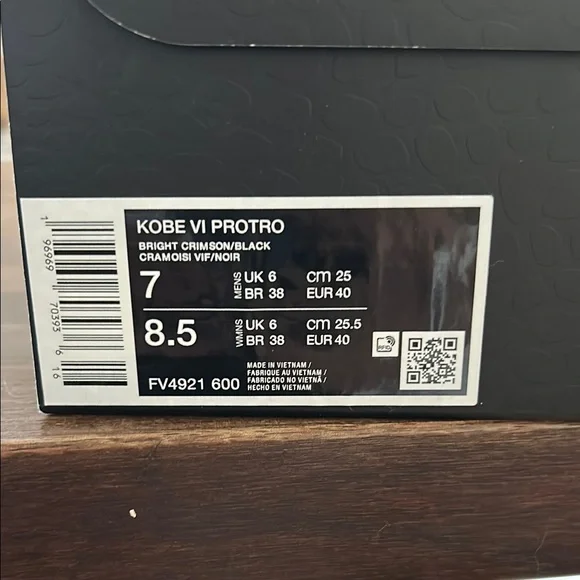 KOBE VI PROTRO
BRIGHT CRIMSON/BLACK
CRAMOISI VIF/NOIR
7 MENS UK 6 cm 25
BR 38 EUR 40
8.5 WMNS UK 6 cm 25.5
BR 38 EUR 40
MADE IN VIETNAM /
FABRIQUE AU VIETNAM /
FABRICADO NO VIETNÃ /
HECHO EN VIETNAM
FV4921 600
RFID
1 96969 70393 6 16